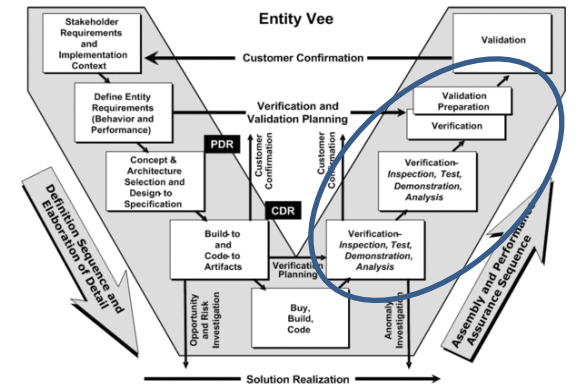 Entity Vee
Stakeholder
Requirements
and
Implementation
Context
Validation
Customer Confirmation
Define Entity
Requirements
(Behavior and
Performance)
Verification and
Validation Planning
Validation
Preparation
Verification
PDR
Customer
Confirmation
Customer
Confirmation
Concept &
Architecture
Selection and
Design-to
Specification
Verification-
Inspection, Test,
Demonstration,
Analysis
CDR
Build-to
and
Code-to
Artifacts
Verification
Planning
Verification-
Inspection, Test,
Demonstration,
Analysis
Definition Sequence and
Elaboration of Detail
Opportunity
and Risk
Investigation
Buy,
Build,
Code
Anomaly
Investigation
Assembly and Performance
Assurance Sequence
Solution Realization